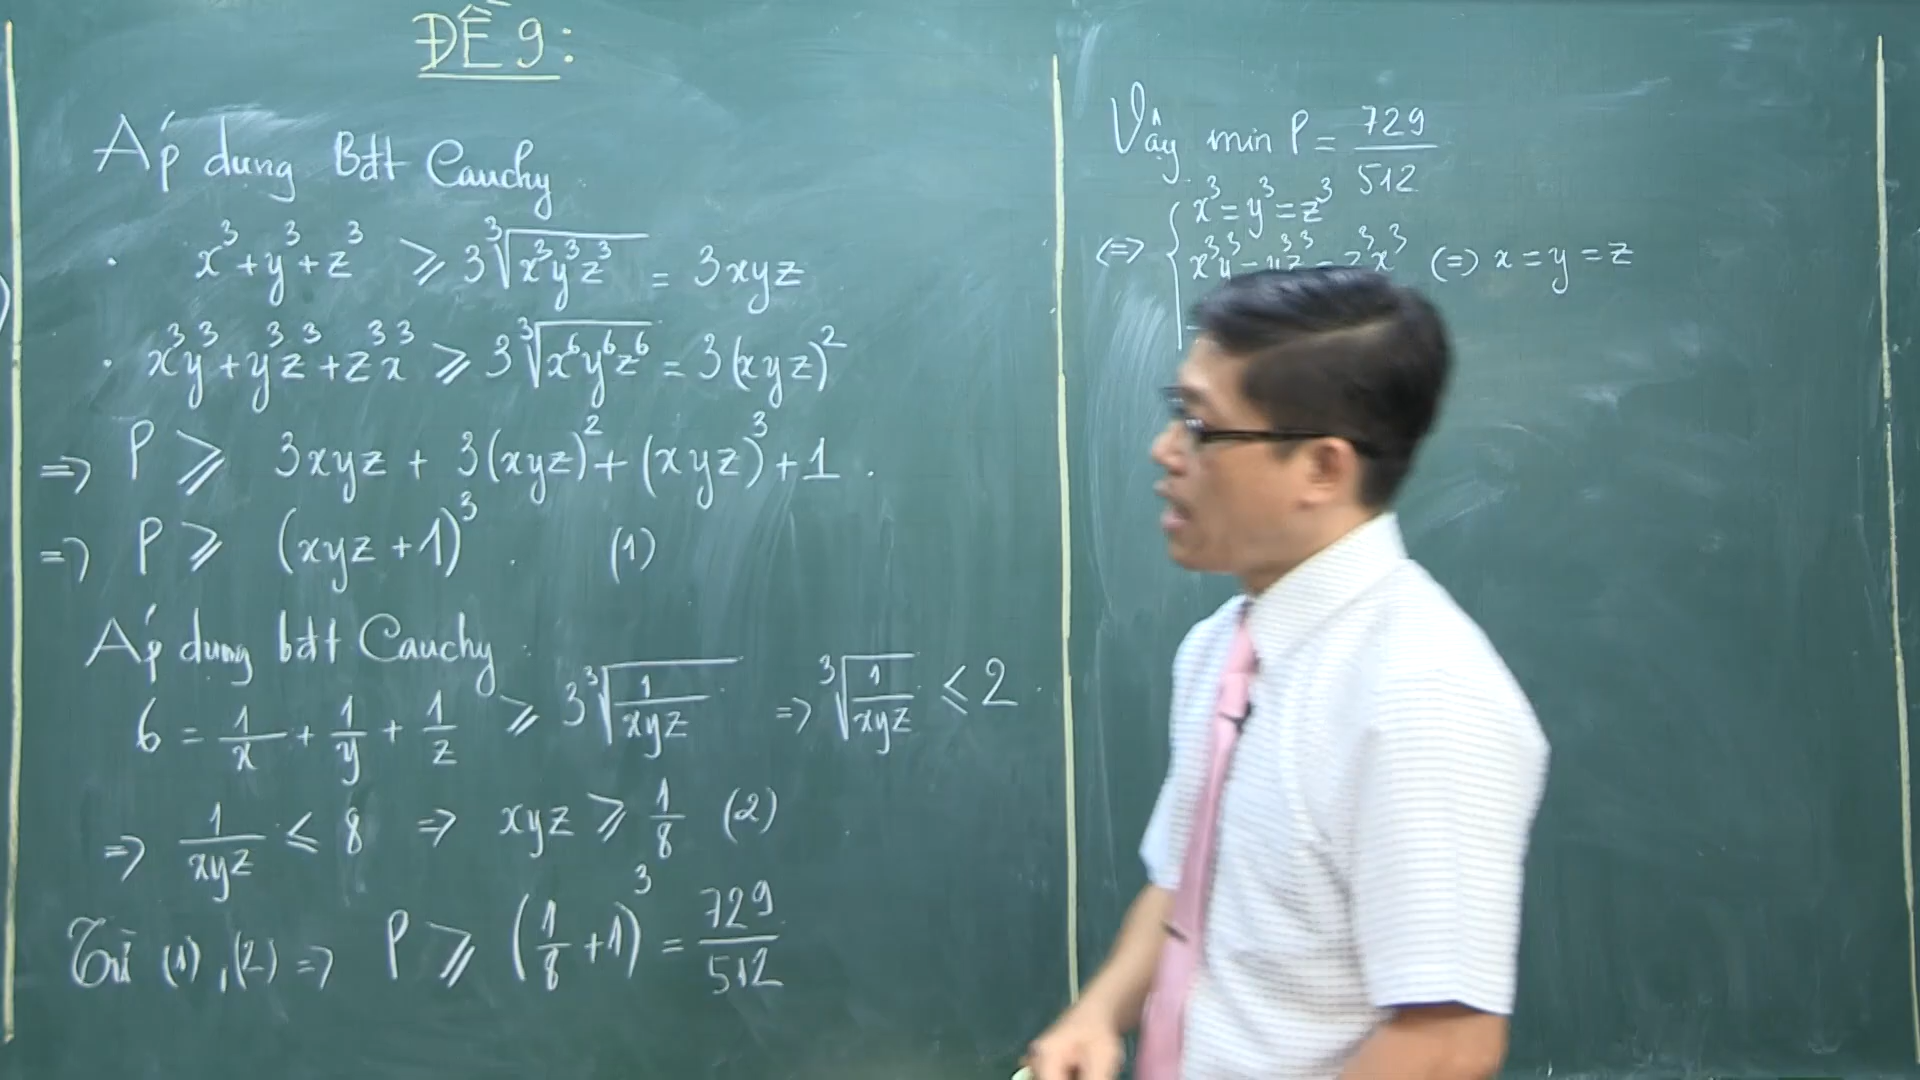 ĐỀ 9:
Áp dụng Bđt Cauchy
· x³ + y³ + z³ ⩾ 3∛(x³y³z³) = 3xyz
· x³y³ + y³z³ + z³x³ ⩾ 3∛(x⁶y⁶z⁶) = 3(xyz)²
=> P ⩾ 3xyz + 3(xyz)² + (xyz)³ + 1.
=> P ⩾ (xyz + 1)³. (1)
Áp dụng bđt Cauchy
6 = 1/x + 1/y + 1/z ⩾ 3∛(1/xyz) => ∛(1/xyz) ⩽ 2.
=> 1/xyz ⩽ 8 => xyz ⩾ 1/8 (2)
Từ (1), (2) => P ⩾ (1/8 + 1)³ = 729/512
Vậy min P = 729/512
<=> { x³ = y³ = z³
x³y³ = y³z³ = z³x³ (=) x = y = z